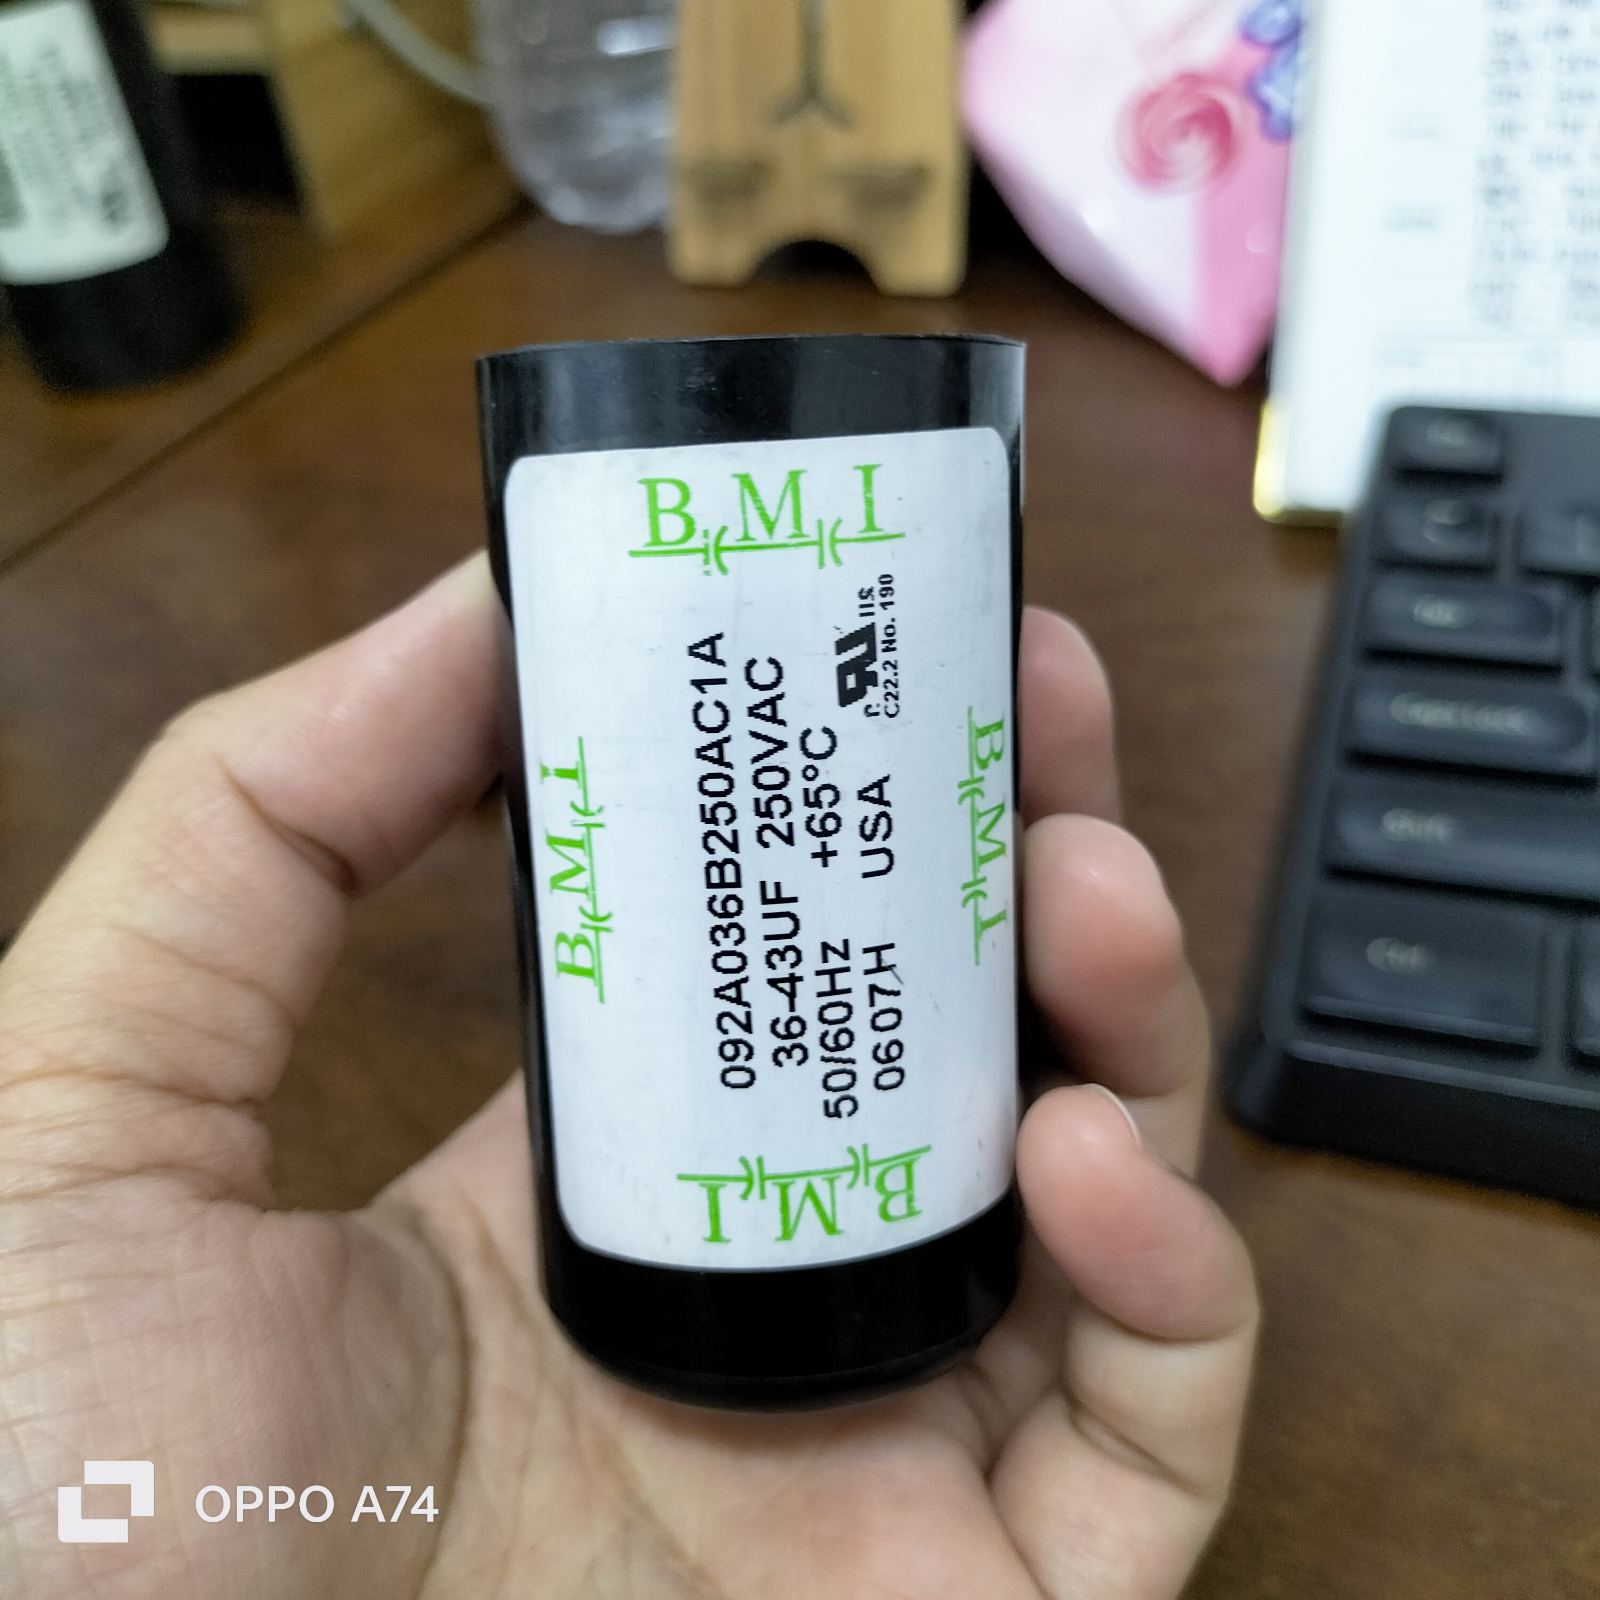 B M I
092A036B250AC1A
36-43UF 250VAC
50/60Hz +65°C
0607H USA
C22.2 No. 190
B M I
B M I
B M I
OPPO A74